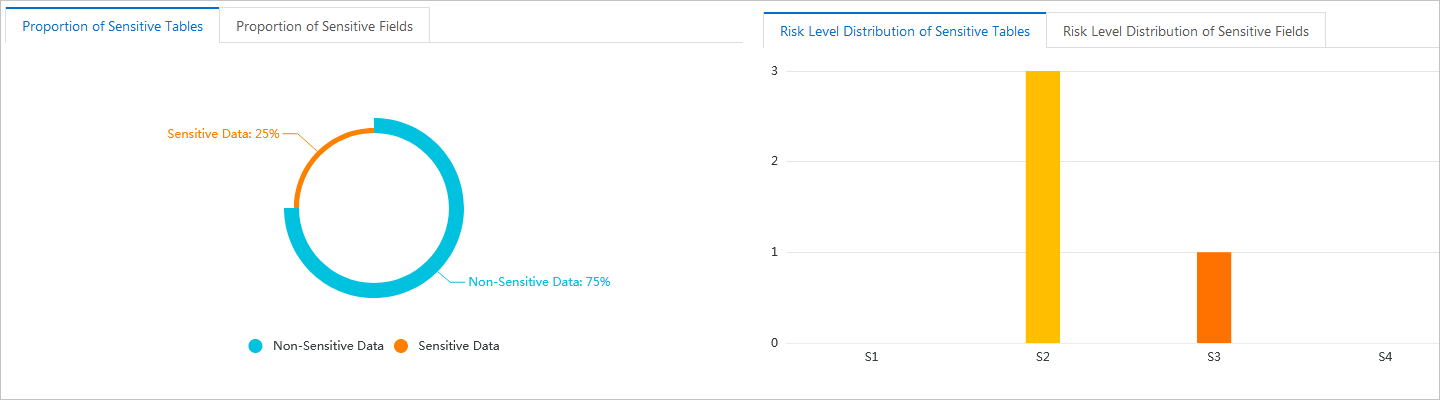 Proportion of Sensitive Tables
Proportion of Sensitive Fields
Sensitive Data: 25%
Non-Sensitive Data: 75%
Non-Sensitive Data
Sensitive Data
Risk Level Distribution of Sensitive Tables
Risk Level Distribution of Sensitive Fields
3
2
1
0
S1
S2
S3
S4